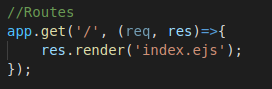 //Routes
app.get('/', (req, res)=>{
    res.render('index.ejs');
});